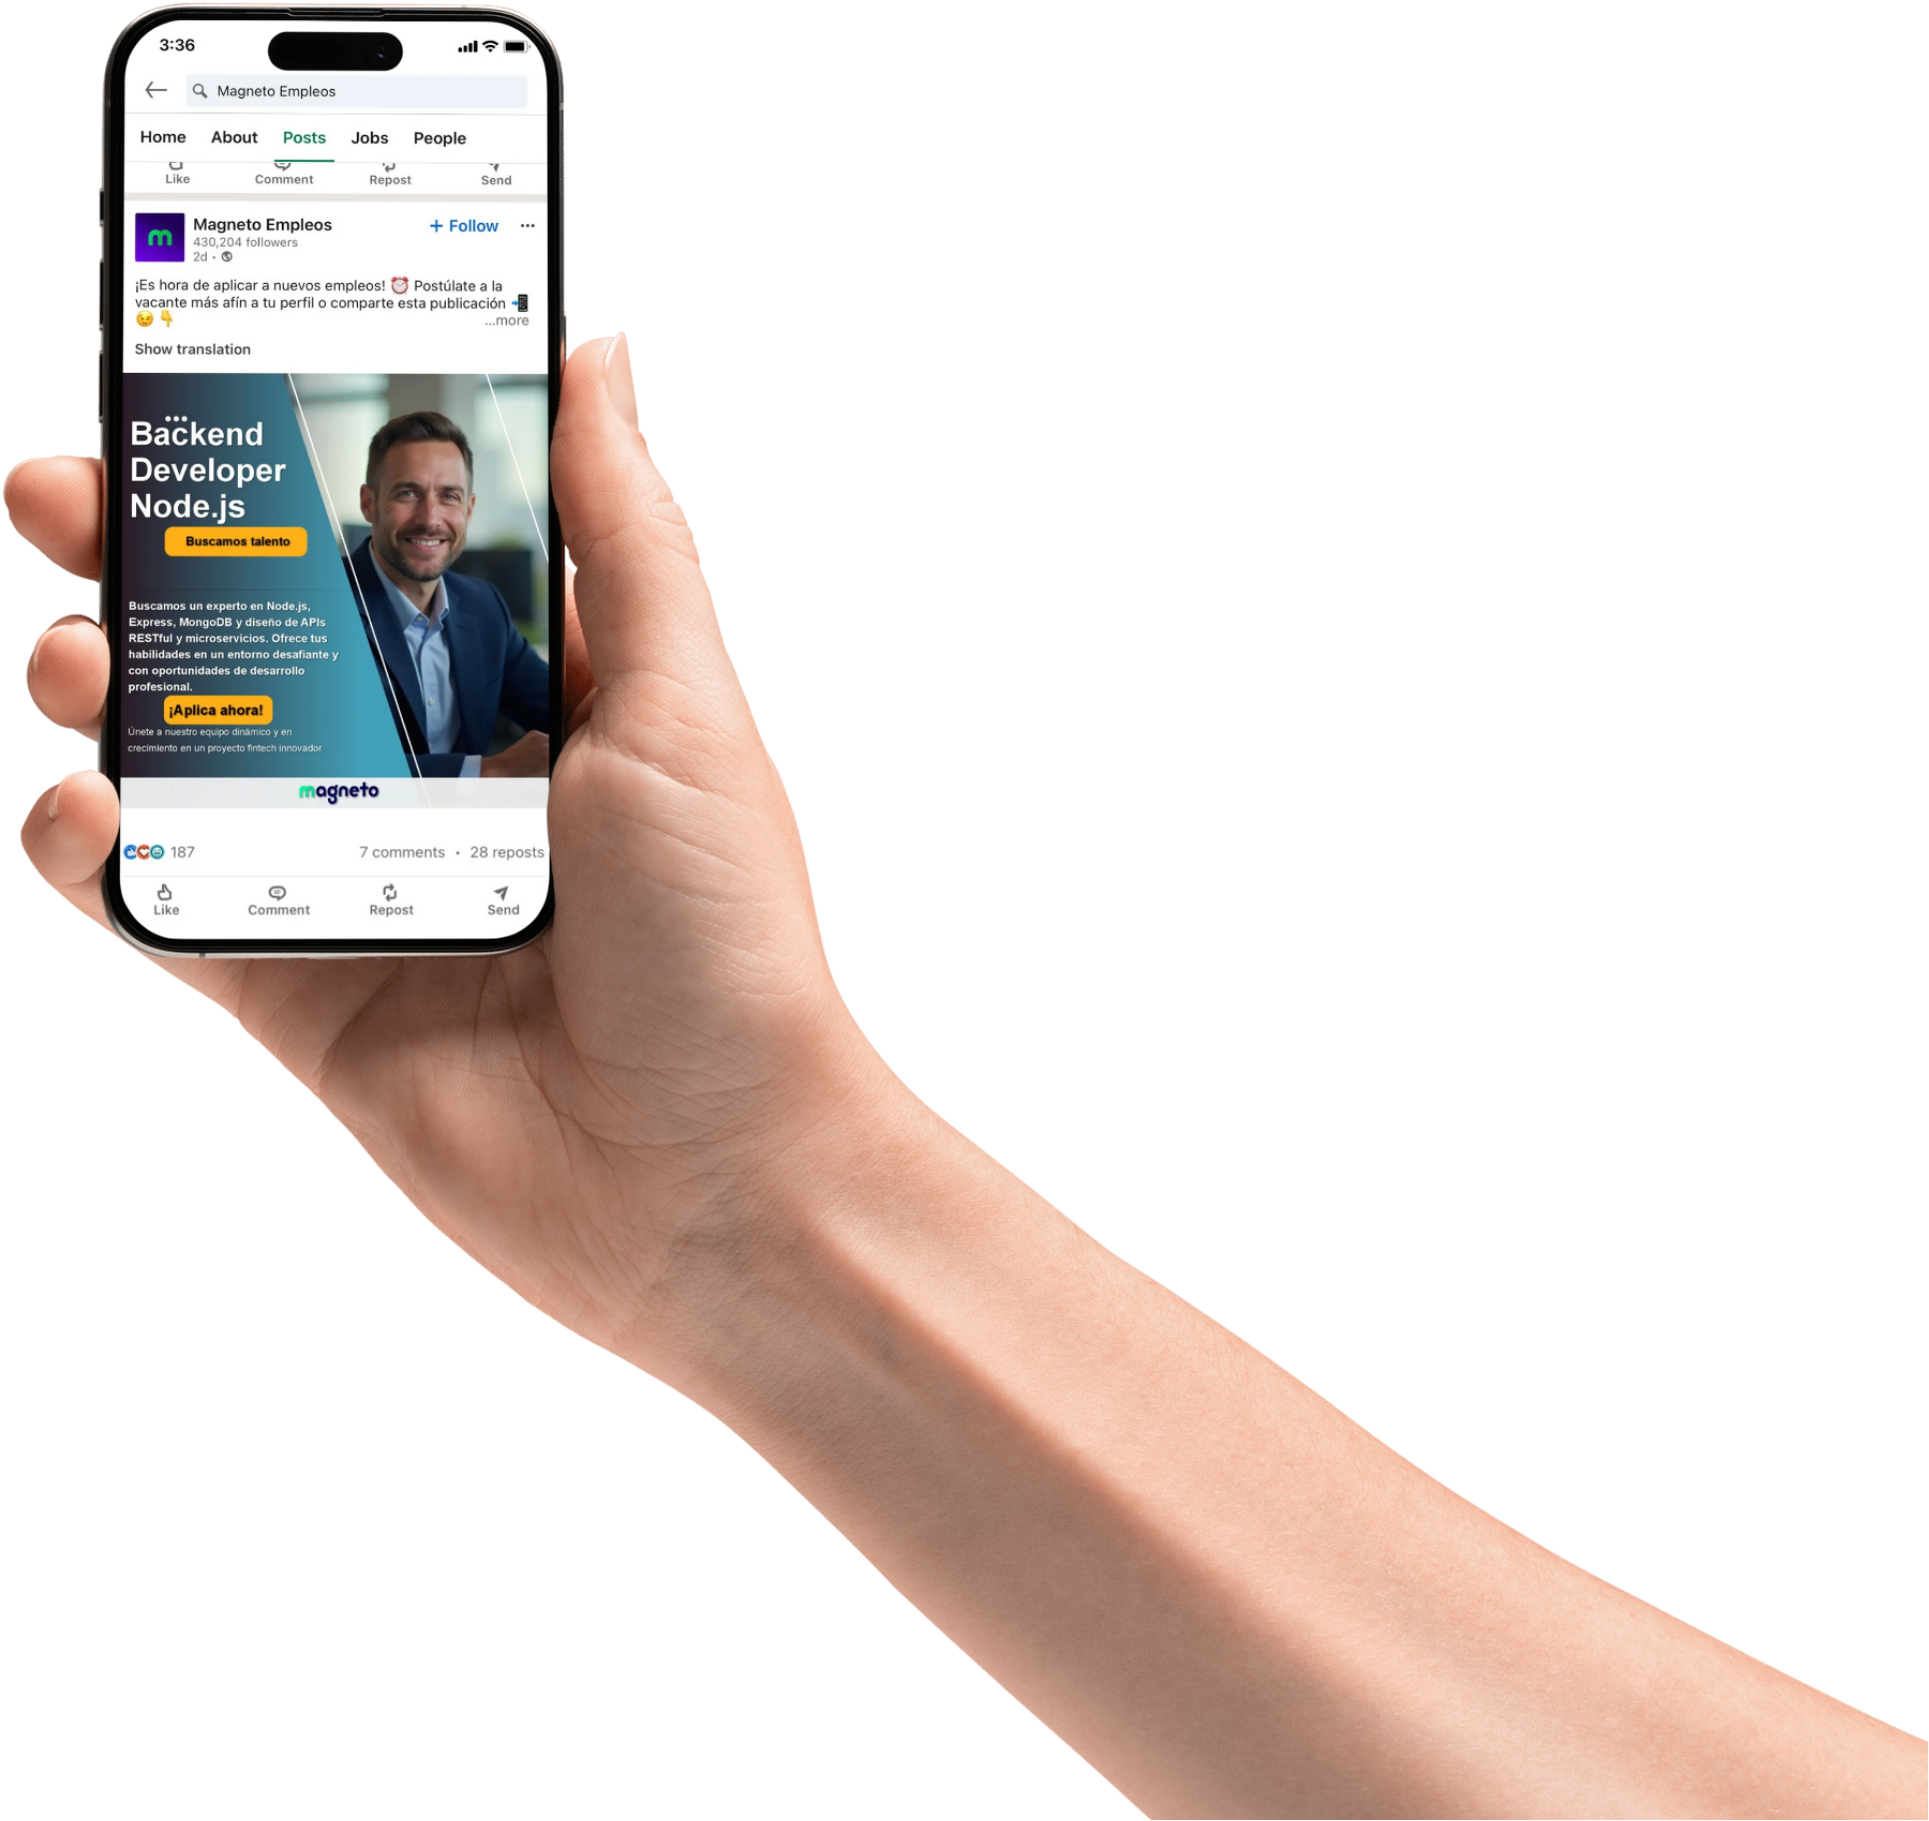 3:36
Magneto Empleos
Home About Posts Jobs People
Like Comment Repost Send
m
Magneto Empleos + Follow ...
430,204 followers
2d •
¡Es hora de aplicar a nuevos empleos! ⏰ Postúlate a la
vacante más afín a tu perfil o comparte esta publicación 📲
😉 👇 ...more
Show translation
Backend
Developer
Node.js
Buscamos talento
Buscamos un experto en Node.js,
Express, MongoDB y diseño de APIs
RESTful y microservicios. Ofrece tus
habilidades en un entorno desafiante y
con oportunidades de desarrollo
profesional.
¡Aplica ahora!
Únete a nuestro equipo dinámico y en
crecimiento en un proyecto fintech innovador
magneto
187 7 comments • 28 reposts
Like Comment Repost Send